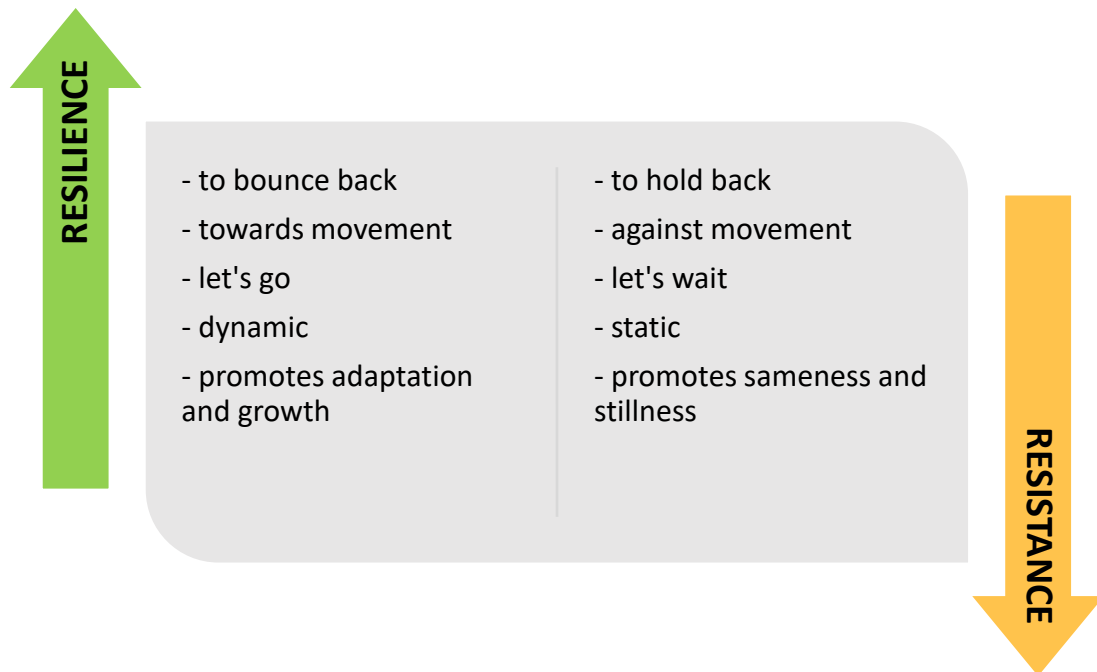 RESILIENCE
- to bounce back
- towards movement
- let's go
- dynamic
- promotes adaptation
and growth
- to hold back
- against movement
- let's wait
- static
- promotes sameness and
stillness
RESISTANCE